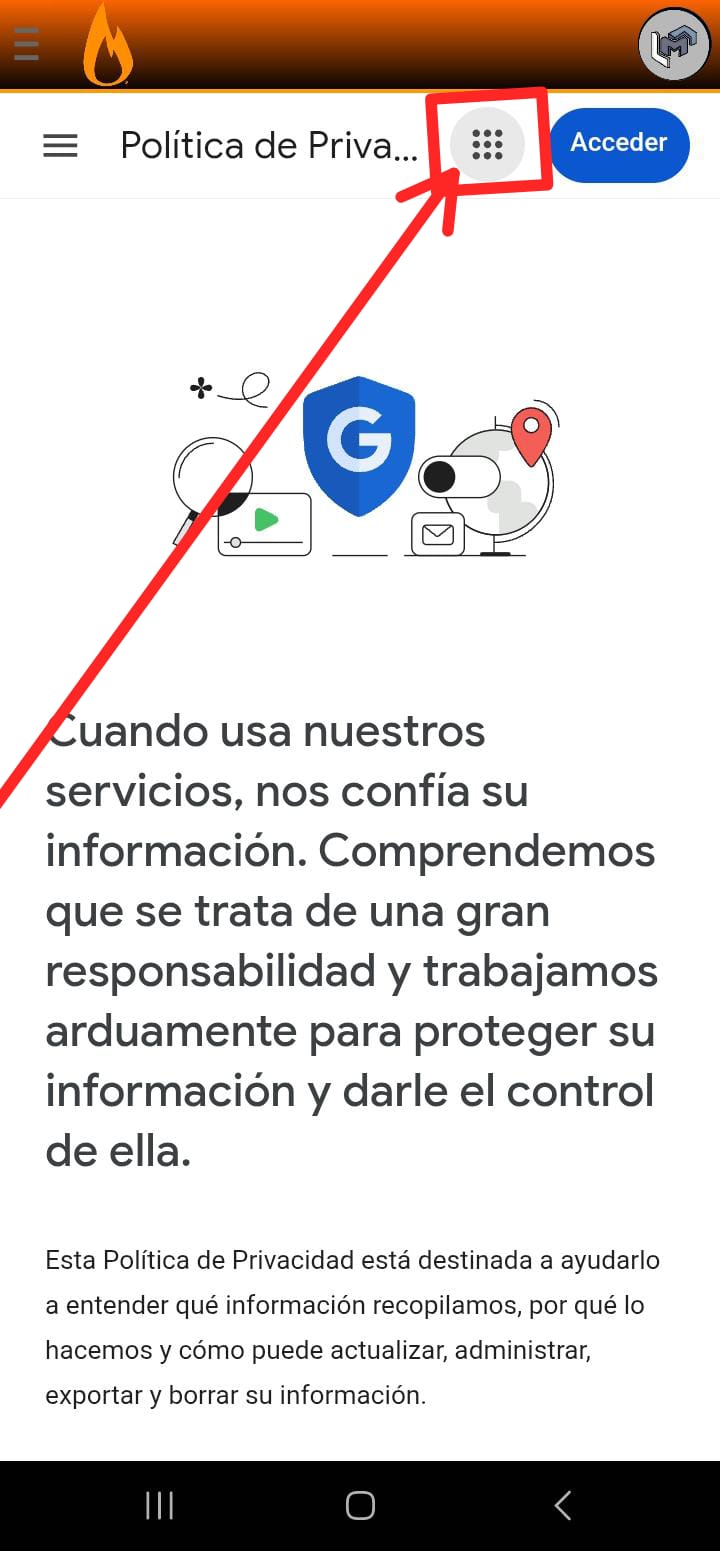 Política de Priva...
Acceder
G
Cuando usa nuestros
servicios, nos confía su
información. Comprendemos
que se trata de una gran
responsabilidad y trabajamos
arduamente para proteger su
información y darle el control
de ella.
Esta Política de Privacidad está destinada a ayudarlo
a entender qué información recopilamos, por qué lo
hacemos y cómo puede actualizar, administrar,
exportar y borrar su información.